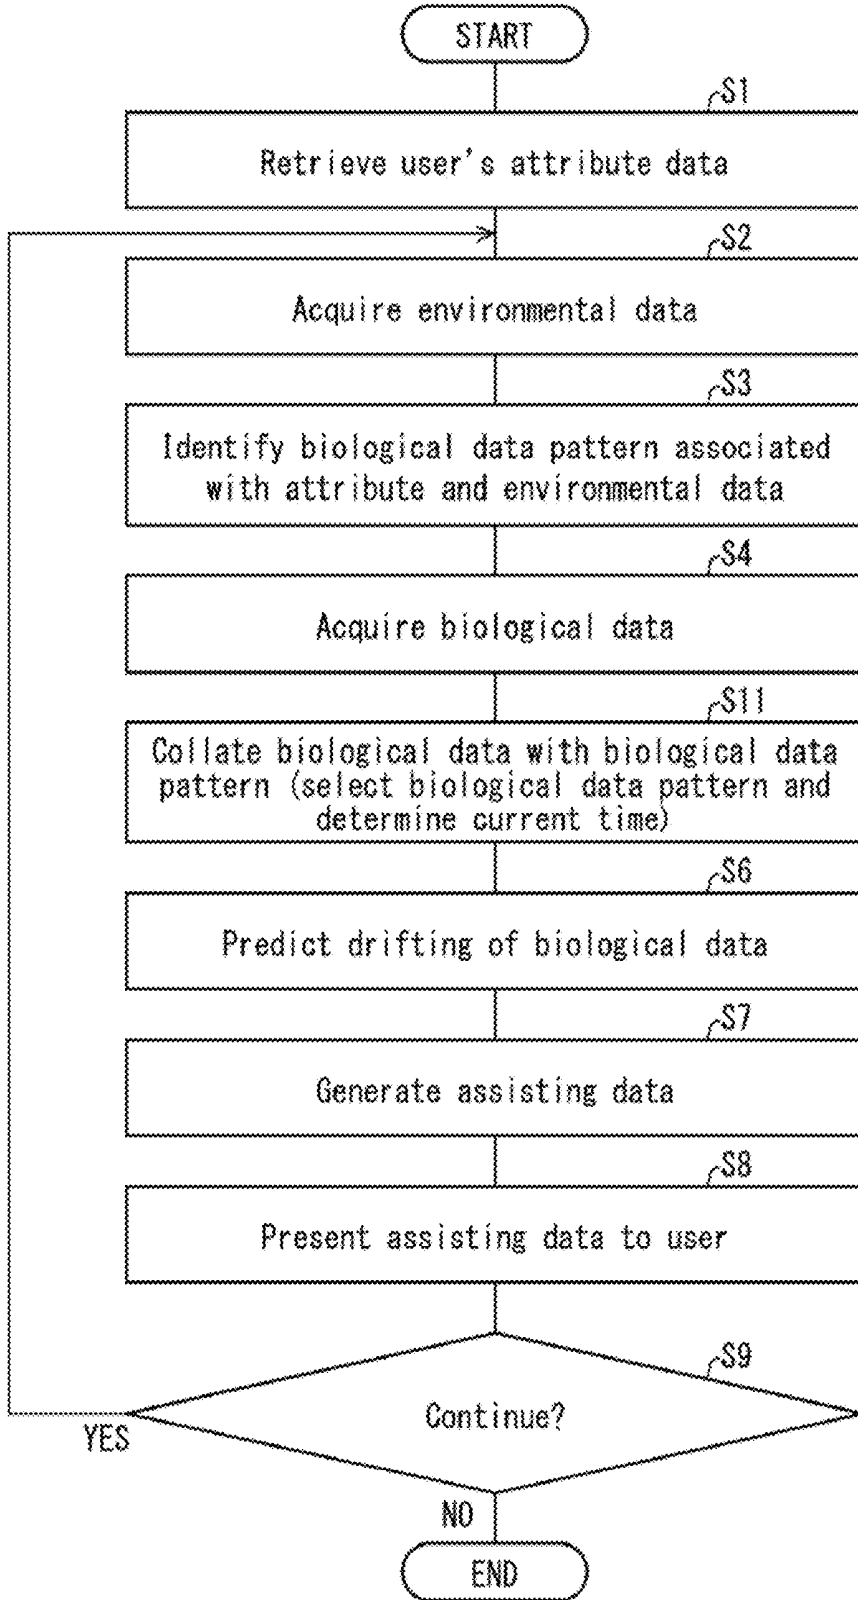 START
S1
Retrieve user's attribute data
S2
Acquire environmental data
S3
Identify biological data pattern associated
with attribute and environmental data
S4
Acquire biological data
S11
Collate biological data with biological data
pattern (select biological data pattern and
determine current time)
S6
Predict drifting of biological data
S7
Generate assisting data
S8
Present assisting data to user
S9
Continue?
YES
NO
END